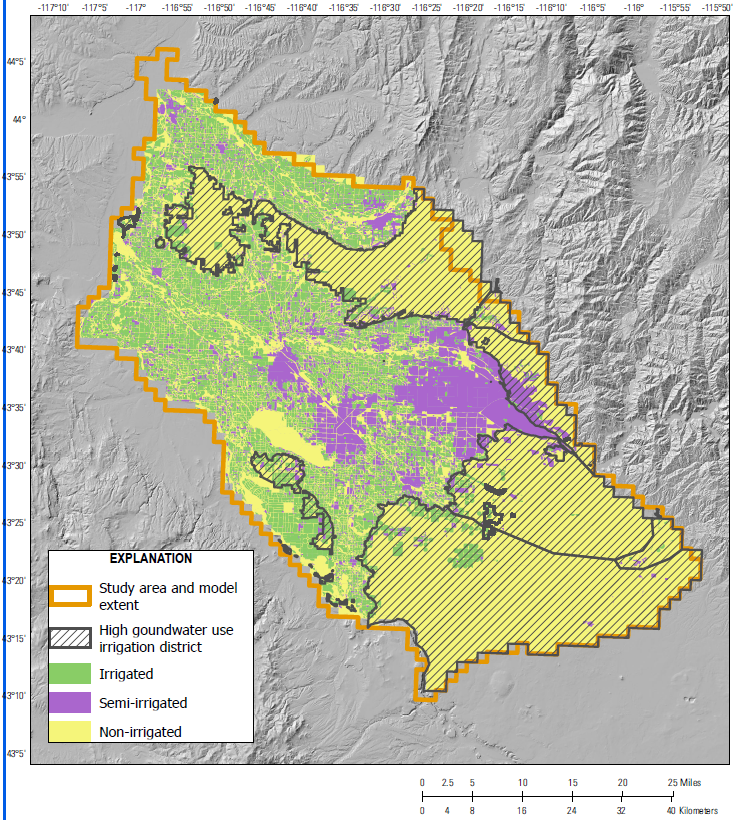 -117°10' -117°5' -117° -116°55' -116°50' -116°45' -116°40' -116°35' -116°30' -116°25' -116°20' -116°15' -116°10' -116°5' -116° -115°55' -115°50'
44°5'
44°
43°55'
43°50'
43°45'
43°40'
43°35'
43°30'
43°25'
43°20'
43°15'
43°10'
43°5'
EXPLANATION
Study area and model
extent
High goundwater use
irrigation district
Irrigated
Semi-irrigated
Non-irrigated
0 2.5 5 10 15 20 25 Miles
0 4 8 16 24 32 40 Kilometers